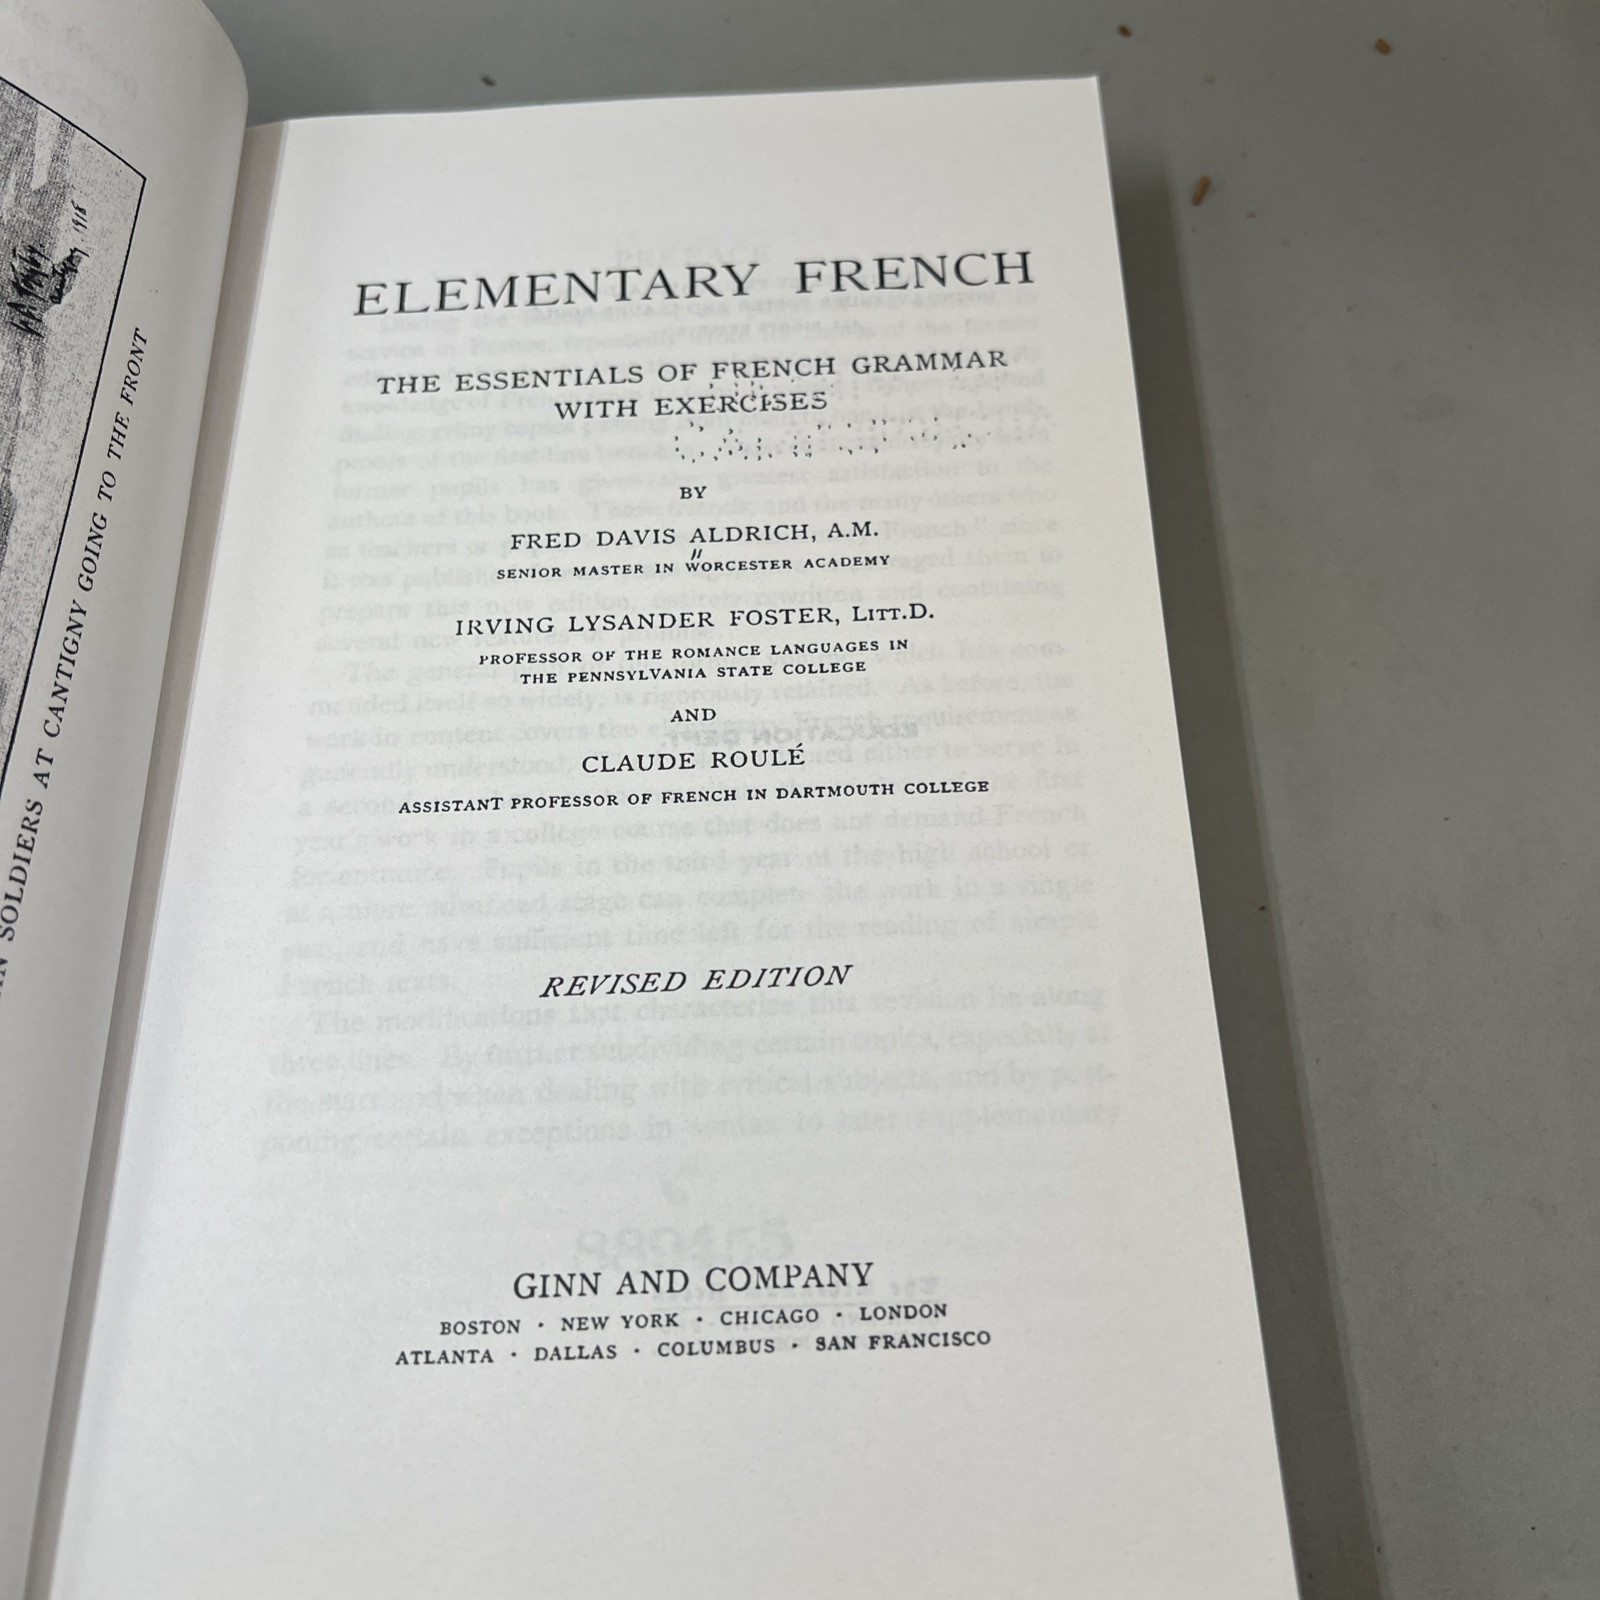 1918
SOLDIERS AT CANTIGNY GOING TO THE FRONT
ELEMENTARY FRENCH
THE ESSENTIALS OF FRENCH GRAMMAR
WITH EXERCISES
BY
FRED DAVIS ALDRICH, A.M.
SENIOR MASTER IN WORCESTER ACADEMY
IRVING LYSANDER FOSTER, LITT.D.
PROFESSOR OF THE ROMANCE LANGUAGES IN
THE PENNSYLVANIA STATE COLLEGE
AND
CLAUDE ROULÉ
ASSISTANT PROFESSOR OF FRENCH IN DARTMOUTH COLLEGE
REVISED EDITION
GINN AND COMPANY
BOSTON · NEW YORK · CHICAGO · LONDON
ATLANTA · DALLAS · COLUMBUS · SAN FRANCISCO